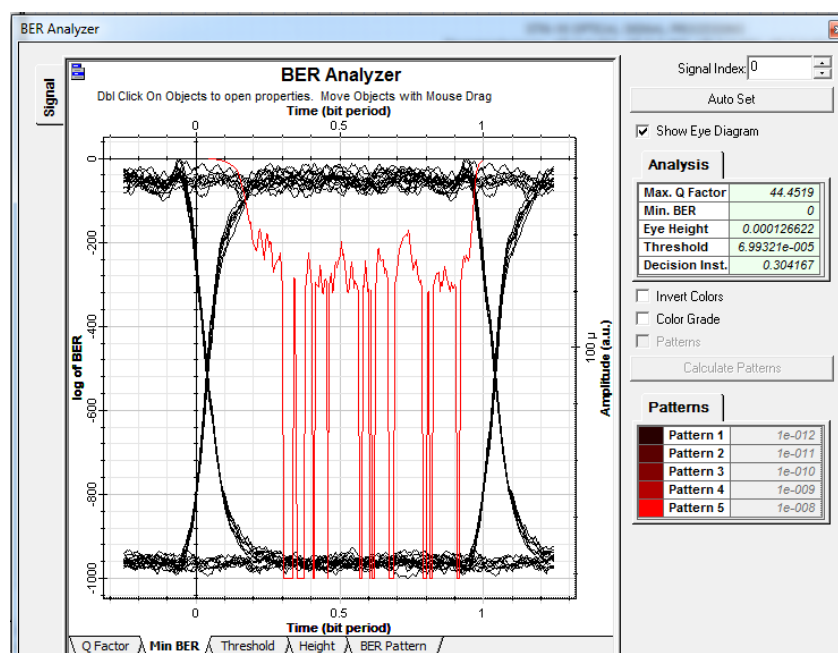 BER Analyzer
Signal Index: 0
Signal
BER Analyzer
Dbl Click On Objects to open properties. Move Objects with Mouse Drag
Time (bit period)
0 0.5 1
0
-200
-400
-600
-800
-1000
log of BER
Amplitude (a.u.)
100 µ
0 0.5 1
Time (bit period)
Q Factor Min BER Threshold Height BER Pattern
Auto Set
Show Eye Diagram
Analysis
Max. Q Factor 44.4519
Min. BER 0
Eye Height 0.000126622
Threshold 6.99321e-005
Decision Inst. 0.304167
Invert Colors
Color Grade
Patterns
Calculate Patterns
Patterns
Pattern 1 1e-012
Pattern 2 1e-011
Pattern 3 1e-010
Pattern 4 1e-009
Pattern 5 1e-008